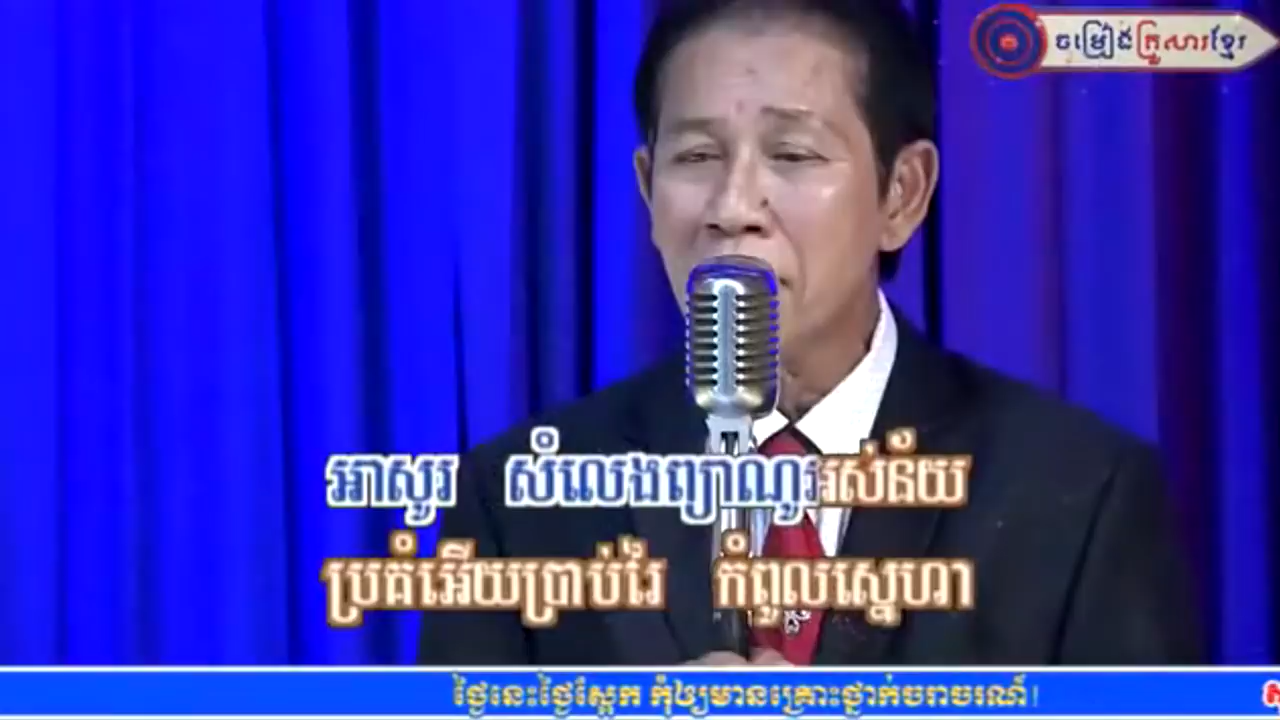 ចម្រៀងគ្រួសារខ្មែរ
អាសូរ សំលេងព្យាណូរសំន័យ
ប្រគំអើយប្រាប់រៃ កំពូលស្នេហា
ថ្ងៃនេះថ្ងៃស្អែក កុំឲ្យមានគ្រោះថ្នាក់ចរាចរណ៍!